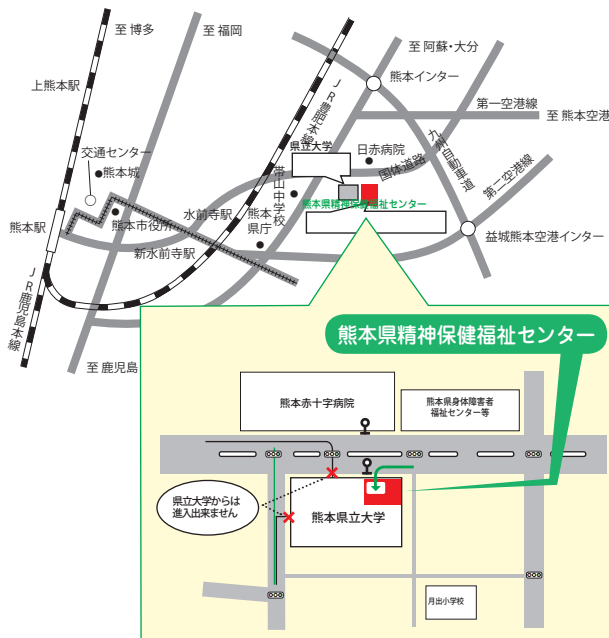 至 博多
至 福岡
至 阿蘇・大分
上熊本駅
熊本インター
JR豊肥本線
第一空港線
至 熊本空港
交通センター
熊本城
県立大学
日赤病院
国体道路
九州自動車道
第二空港線
帯山中学校
熊本県精神保健福祉センター
熊本駅
熊本市役所
水前寺駅
熊本
県庁
新水前寺駅
益城熊本空港インター
JR鹿児島本線
至 鹿児島
熊本県精神保健福祉センター
熊本赤十字病院
熊本県身体障害者
福祉センター等
県立大学からは
進入出来ません
熊本県立大学
月出小学校